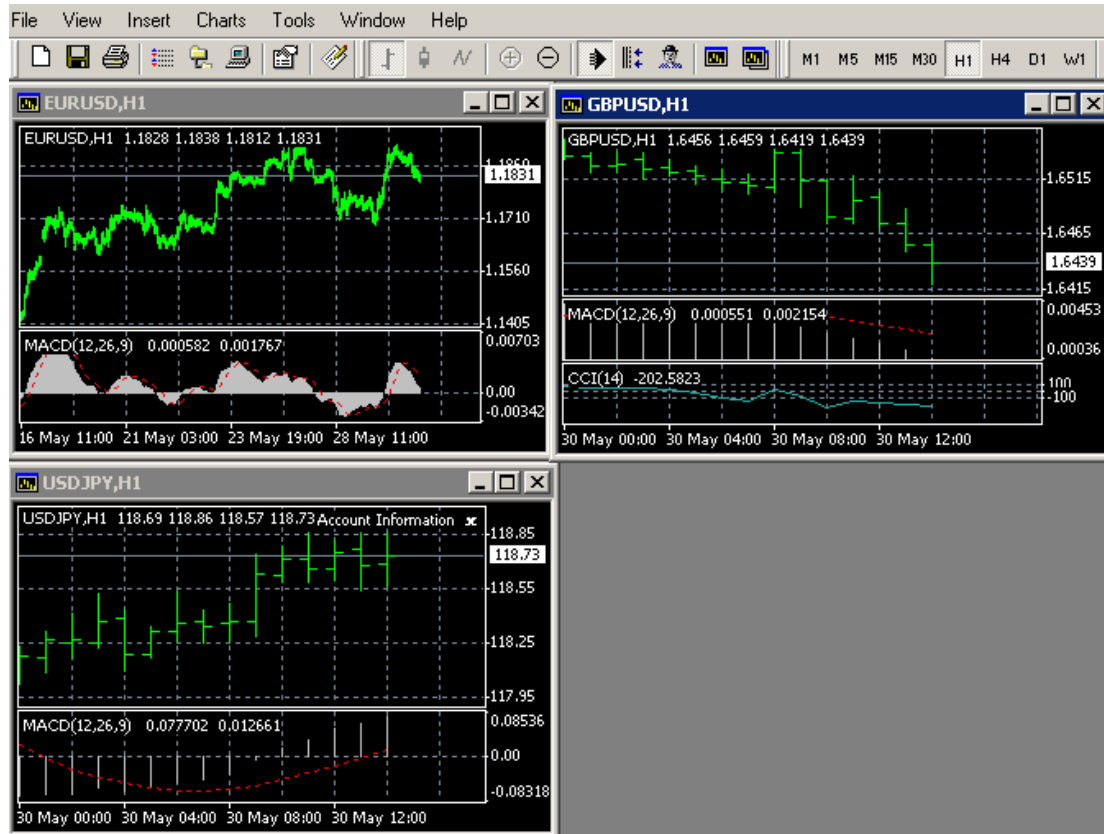 File View Insert Charts Tools Window Help
M1 M5 M15 M30 H1 H4 D1 W1
EURUSD,H1
EURUSD,H1 1.1828 1.1838 1.1812 1.1831
1.1860
1.1831
1.1710
1.1560
1.1405
MACD(12,26,9) 0.000582 0.001767
0.00703
0.00
-0.00342
16 May 11:00 21 May 03:00 23 May 19:00 28 May 11:00
GBPUSD,H1
GBPUSD,H1 1.6456 1.6459 1.6419 1.6439
1.6515
1.6465
1.6439
1.6415
MACD(12,26,9) 0.000551 0.002154
0.00453
0.00036
CCI(14) -202.5823
100
-100
30 May 00:00 30 May 04:00 30 May 08:00 30 May 12:00
USDJPY,H1
USDJPY,H1 118.69 118.86 118.57 118.73 Account Information x
118.85
118.73
118.55
118.25
117.95
MACD(12,26,9) 0.077702 0.012661
0.08536
0.00
-0.08318
30 May 00:00 30 May 04:00 30 May 08:00 30 May 12:00